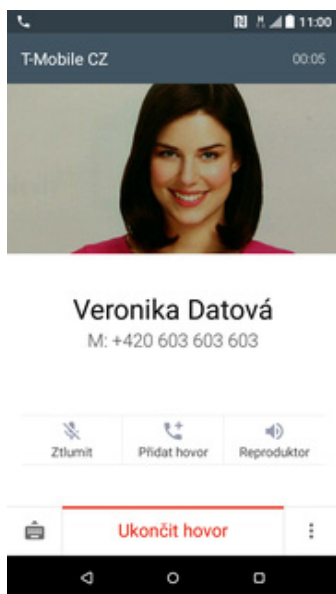 11:00
T-Mobile CZ 00:05
Veronika Datová
M: +420 603 603 603
Ztlumit Přidat hovor Reproduktor
Ukončit hovor